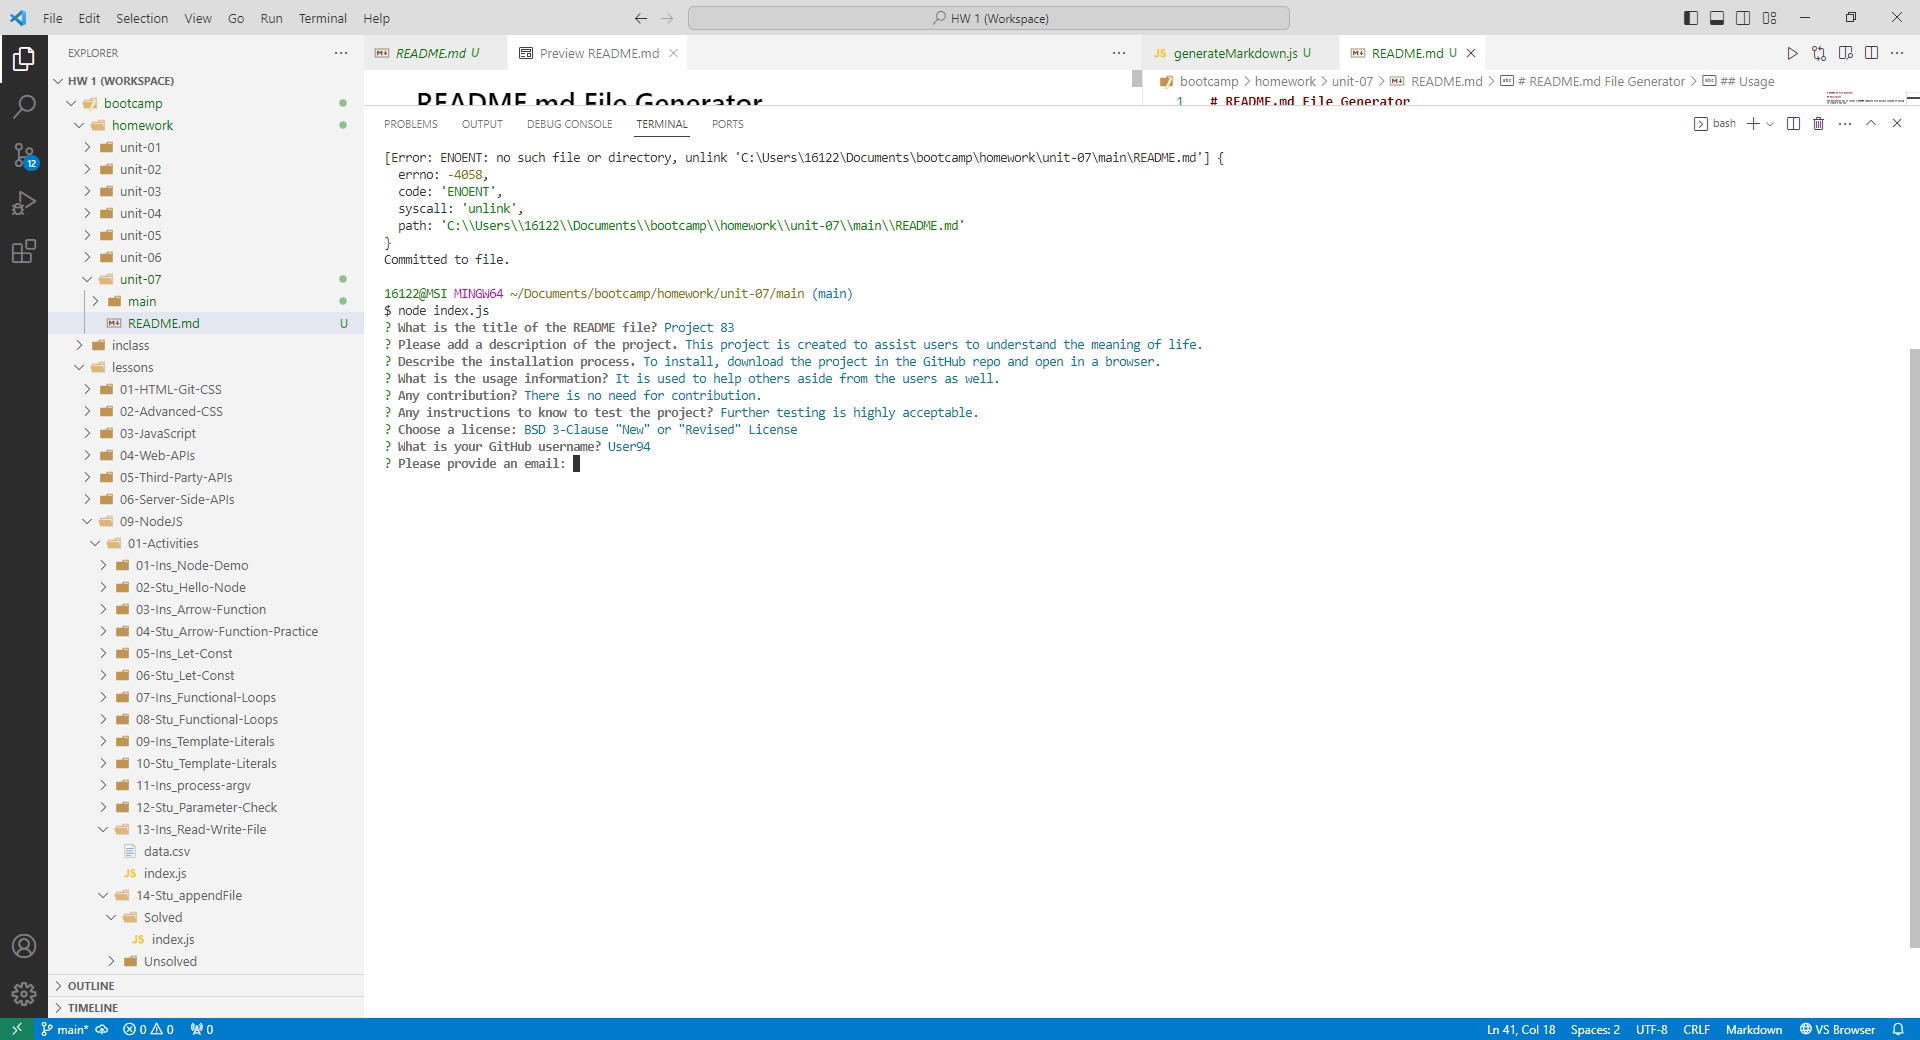 File Edit Selection View Go Run Terminal Help
HW 1 (Workspace)
EXPLORER
HW 1 (WORKSPACE)
bootcamp
homework
unit-01
unit-02
unit-03
unit-04
unit-05
unit-06
unit-07
main
README.md U
inclass
lessons
01-HTML-Git-CSS
02-Advanced-CSS
03-JavaScript
04-Web-APIs
05-Third-Party-APIs
06-Server-Side-APIs
09-NodeJS
01-Activities
01-Ins_Node-Demo
02-Stu_Hello-Node
03-Ins_Arrow-Function
04-Stu_Arrow-Function-Practice
05-Ins_Let-Const
06-Stu_Let-Const
07-Ins_Functional-Loops
08-Stu_Functional-Loops
09-Ins_Template-Literals
10-Stu_Template-Literals
11-Ins_process-argv
12-Stu_Parameter-Check
13-Ins_Read-Write-File
data.csv
JS index.js
14-Stu_appendFile
Solved
JS index.js
Unsolved
OUTLINE
TIMELINE
12
README.md U
Preview README.md
README.md File Generator
JS generateMarkdown.js U
README.md U
bootcamp > homework > unit-07 > README.md > # README.md File Generator > ## Usage
1 # README.md File Generator
PROBLEMS OUTPUT DEBUG CONSOLE TERMINAL PORTS
bash
[Error: ENOENT: no such file or directory, unlink 'C:\Users\16122\Documents\bootcamp\homework\unit-07\main\README.md'] {
errno: -4058,
code: 'ENOENT',
syscall: 'unlink',
path: 'C:\\Users\\16122\\Documents\\bootcamp\\homework\\unit-07\\main\\README.md'
}
Committed to file.
16122@MSI MINGW64 ~/Documents/bootcamp/homework/unit-07/main (main)
$ node index.js
? What is the title of the README file? Project 83
? Please add a description of the project. This project is created to assist users to understand the meaning of life.
? Describe the installation process. To install, download the project in the GitHub repo and open in a browser.
? What is the usage information? It is used to help others aside from the users as well.
? Any contribution? There is no need for contribution.
? Any instructions to know to test the project? Further testing is highly acceptable.
? Choose a license: BSD 3-Clause "New" or "Revised" License
? What is your GitHub username? User94
? Please provide an email:
main* 0 0 0
Ln 41, Col 18 Spaces: 2 UTF-8 CRLF Markdown VS Browser